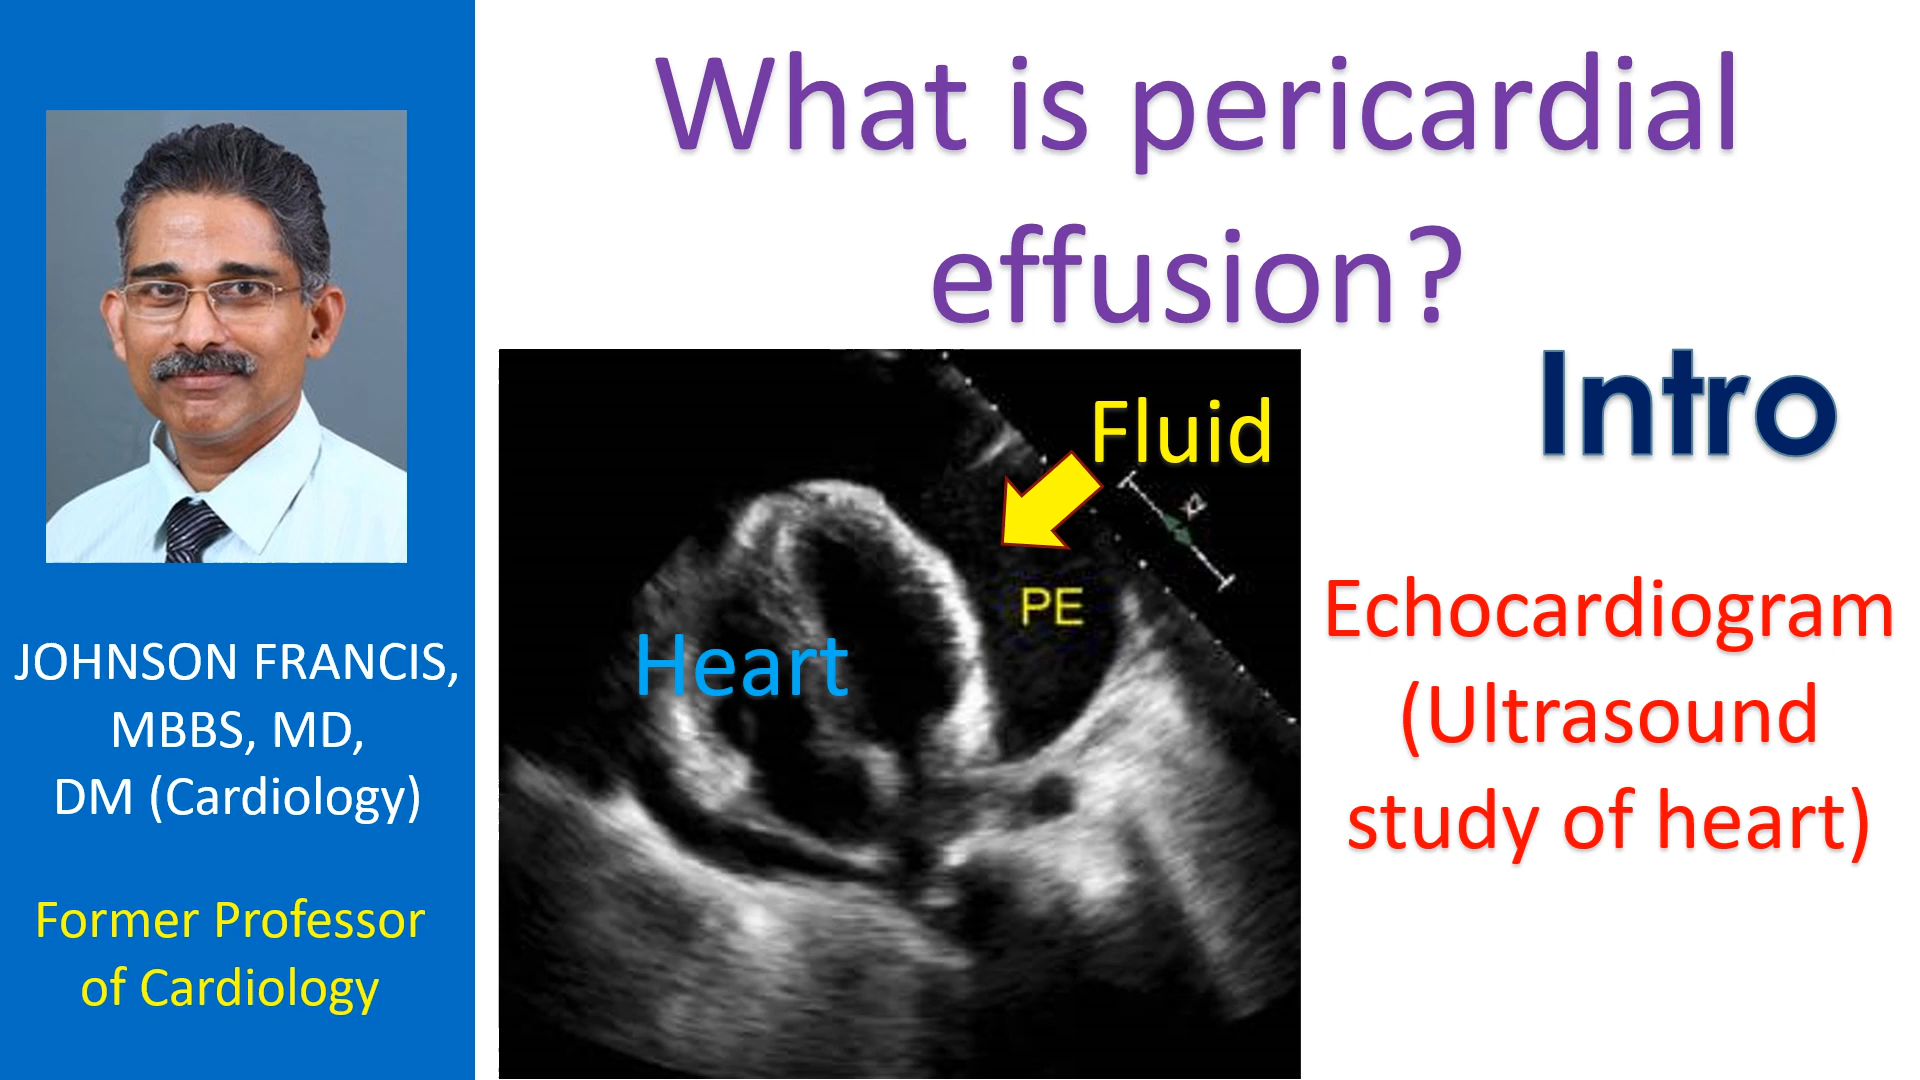 What is pericardial
effusion?
Intro
Fluid
PE
Heart
Echocardiogram
(Ultrasound
study of heart)
JOHNSON FRANCIS,
MBBS, MD,
DM (Cardiology)
Former Professor
of Cardiology